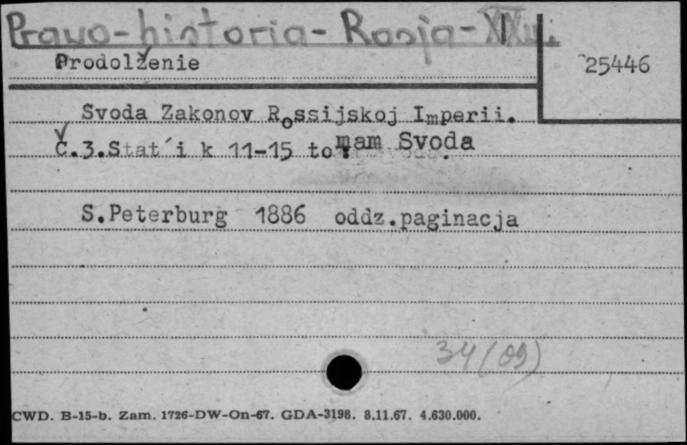 Prawo-historia-Rosja-XIXw.
Prodolženie
25446
Svoda Zakonov Rossijskoj Imperii.
Č.3.Stat´i k 11-15 tomam Svoda
S.Peterburg 1886 oddz.paginacja
34(09)
CWD. B-15-b. Zam. 1726-DW-On-67. GDA-3198. 8.11.67. 4.630.000.